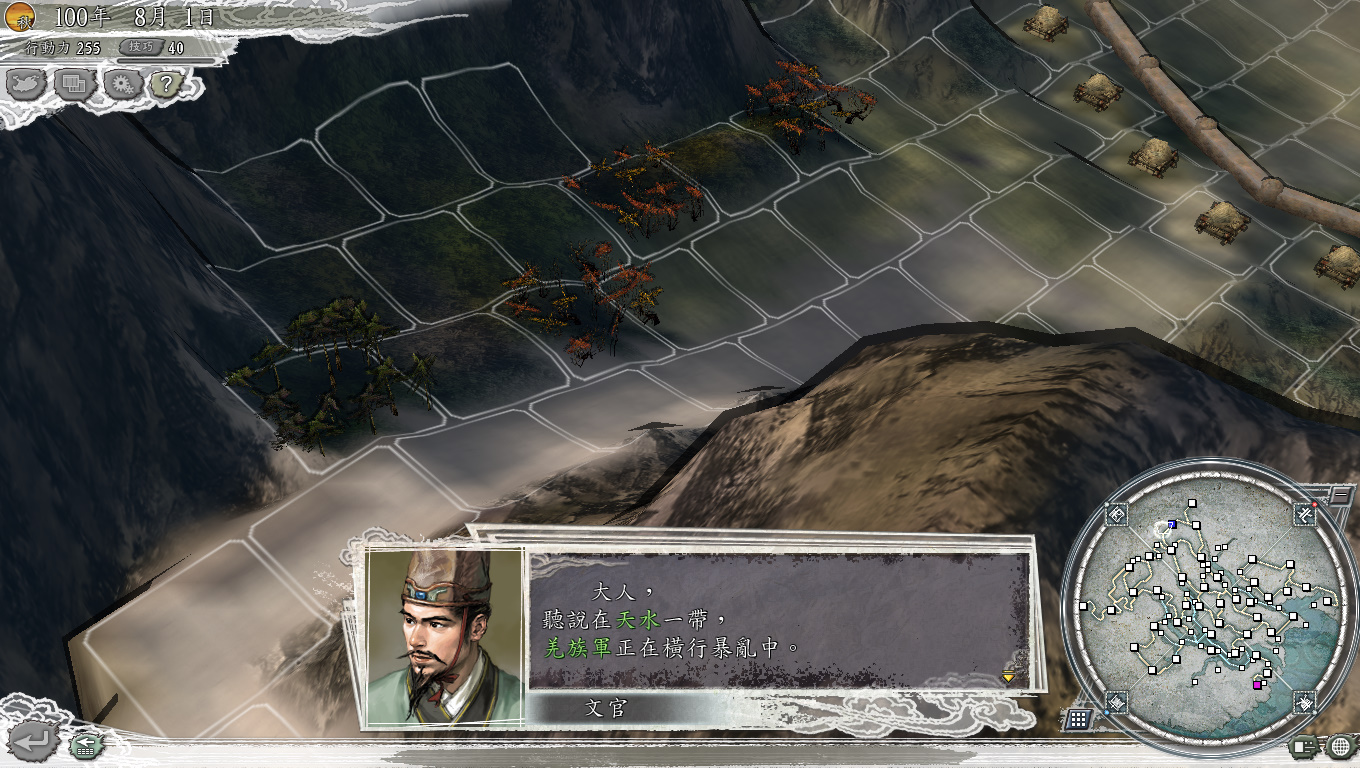 秋 100年 8月 1日
行動力 255 技巧 40
?
大人，
聽說在天水一帶，
羌族軍正在橫行暴亂中。
文官